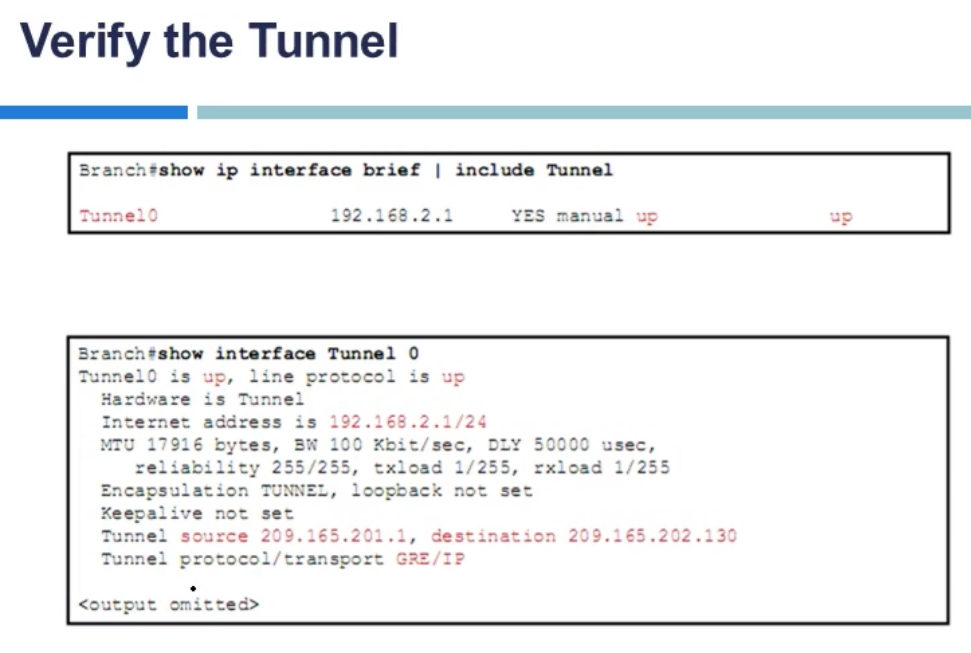 Verify the Tunnel
Branch#show ip interface brief | include Tunnel
Tunnel0 192.168.2.1 YES manual up up
Branch#show interface Tunnel 0
Tunnel0 is up, line protocol is up
Hardware is Tunnel
Internet address is 192.168.2.1/24
MTU 17916 bytes, BW 100 Kbit/sec, DLY 50000 usec,
reliability 255/255, txload 1/255, rxload 1/255
Encapsulation TUNNEL, loopback not set
Keepalive not set
Tunnel source 209.165.201.1, destination 209.165.202.130
Tunnel protocol/transport GRE/IP
<output omitted>